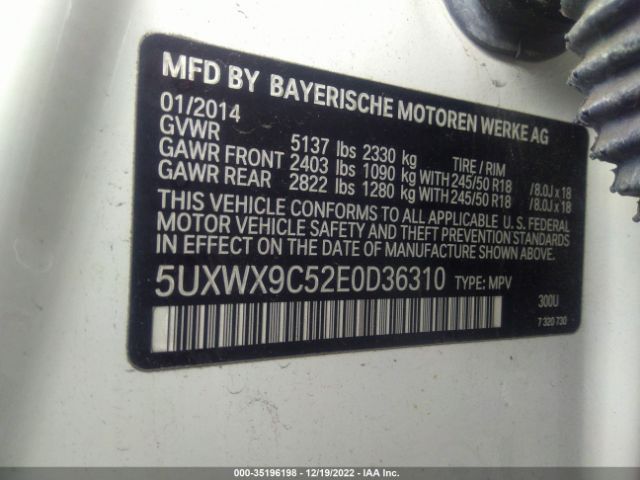 MFD BY BAYERISCHE MOTOREN WERKE AG
01/2014
GVWR 5137 lbs 2330 kg TIRE / RIM
GAWR FRONT 2403 lbs 1090 kg WITH 245/50 R18 /8.0J x 18
GAWR REAR 2822 lbs 1280 kg WITH 245/50 R18 /8.0J x 18
THIS VEHICLE CONFORMS TO ALL APPLICABLE U. S. FEDERAL
MOTOR VEHICLE SAFETY AND THEFT PREVENTION STANDARDS
IN EFFECT ON THE DATE OF MANUFACTURE SHOWN ABOVE.
5UXWX9C52E0D36310 TYPE: MPV
300U
7 320 730
000-35196198 - 12/19/2022 - IAA Inc.